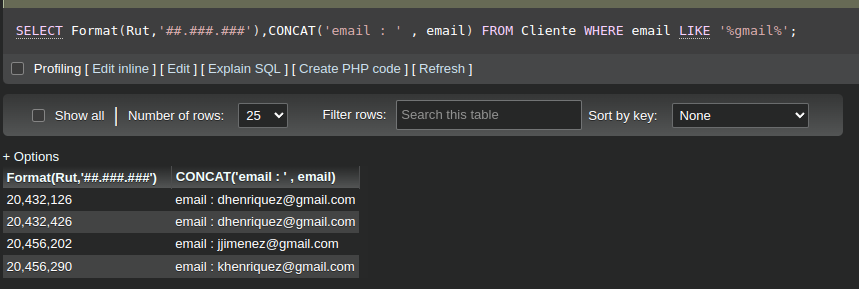 SELECT Format(Rut,'##.###.###'),CONCAT('email : ' , email) FROM Cliente WHERE email LIKE '%gmail%';
Profiling [ Edit inline ] [ Edit ] [ Explain SQL ] [ Create PHP code ] [ Refresh ]
Show all | Number of rows: 25 Filter rows: Search this table Sort by key: None
+ Options
Format(Rut,'##.###.###') CONCAT('email : ' , email)
20,432,126 email : dhenriquez@gmail.com
20,432,426 email : dhenriquez@gmail.com
20,456,202 email : jjimenez@gmail.com
20,456,290 email : khenriquez@gmail.com